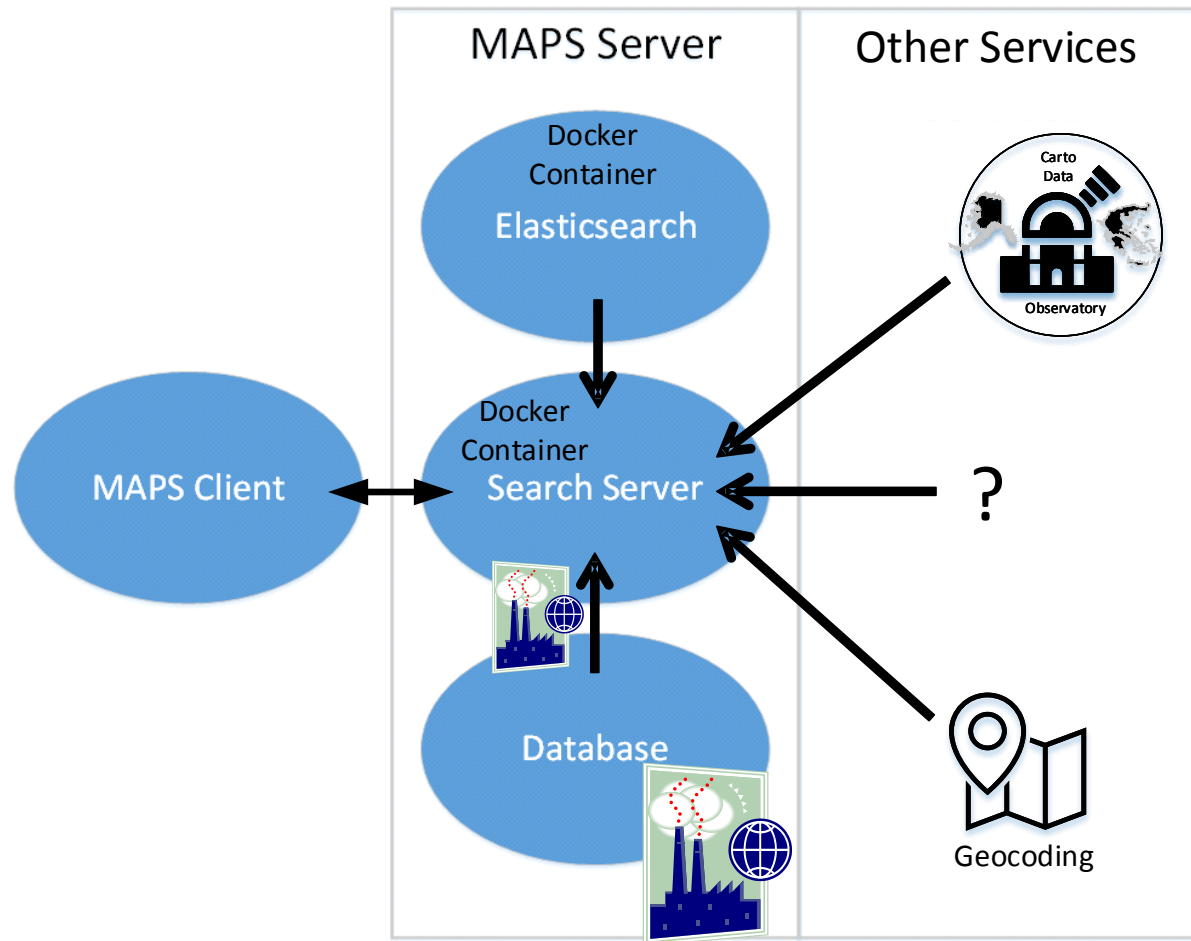 MAPS Server
Other Services
Docker
Container
Elasticsearch
Carto
Data
Observatory
Docker
Container
MAPS Client
Search Server
?
Database
Geocoding